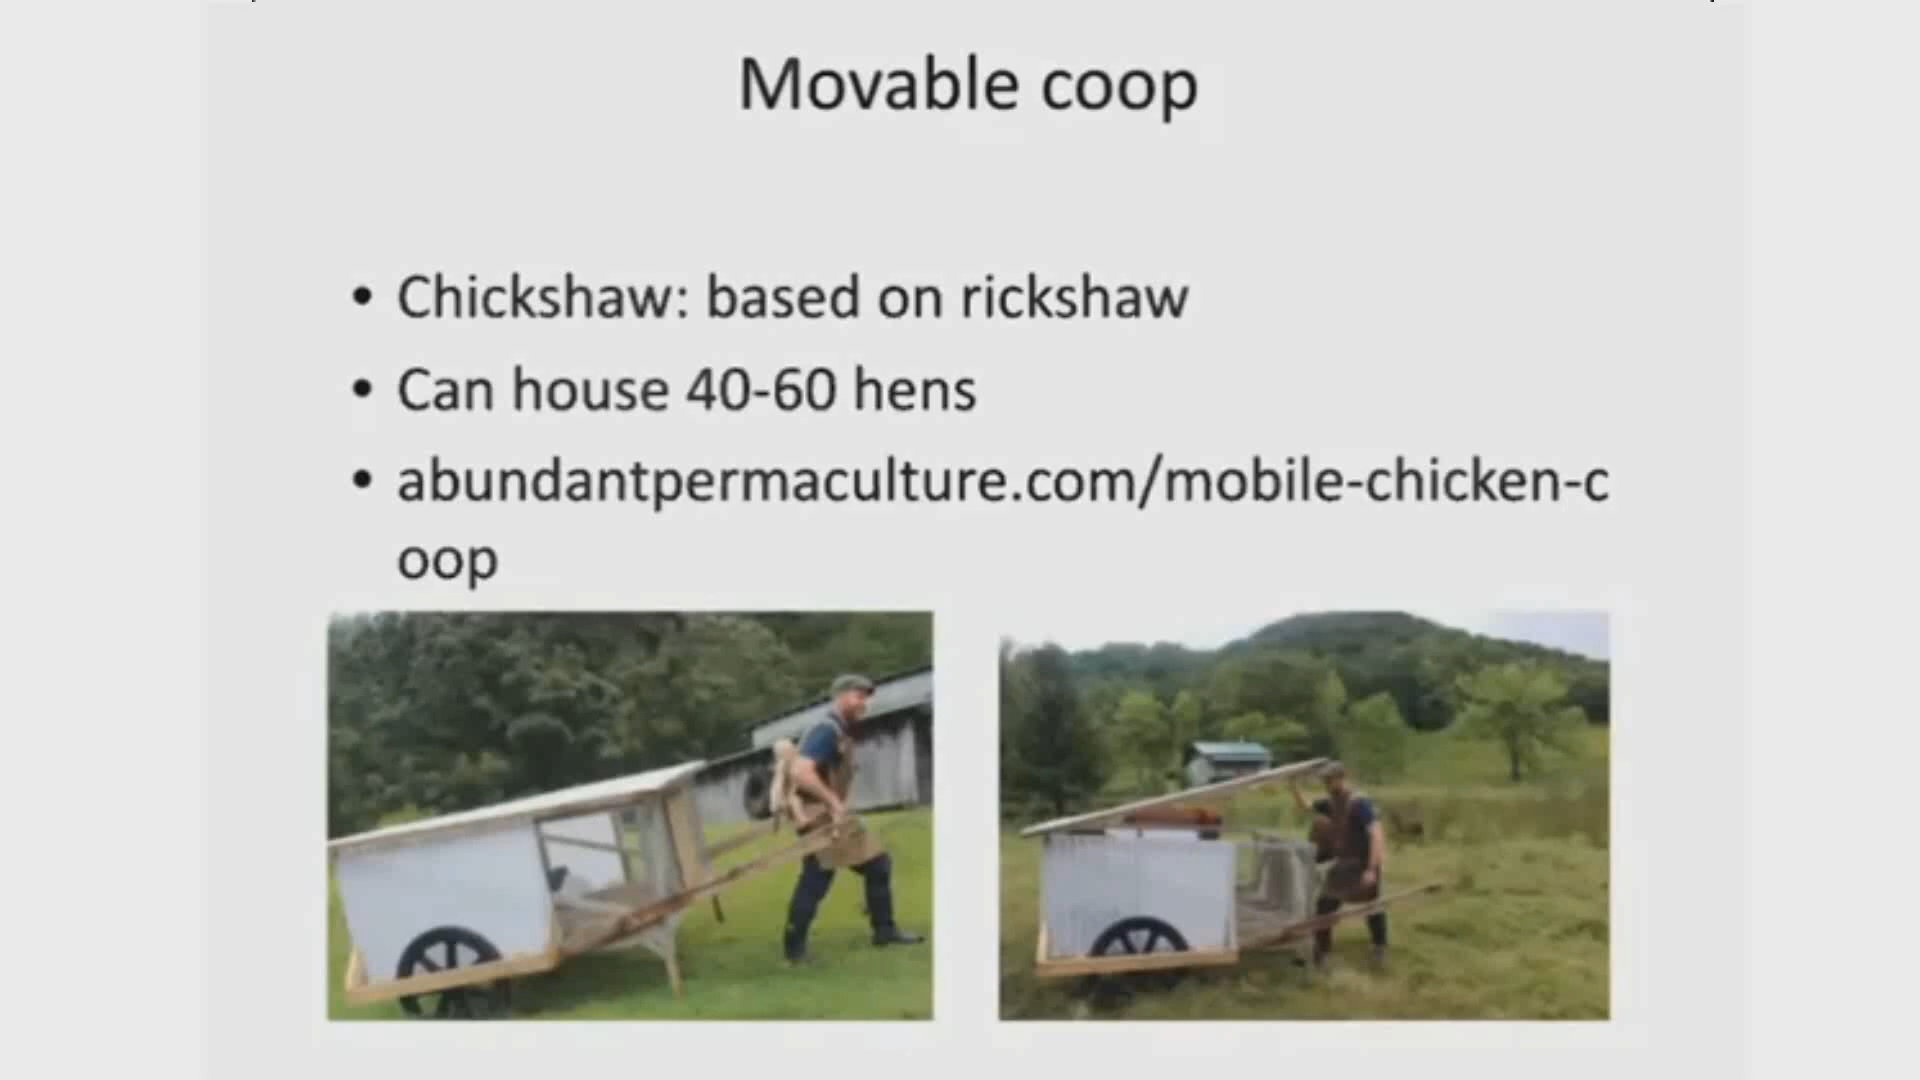 Movable coop
• Chickshaw: based on rickshaw
• Can house 40-60 hens
• abundantpermaculture.com/mobile-chicken-c
oop